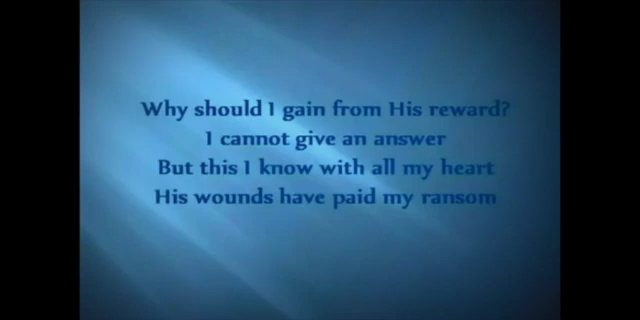 Why should I gain from His reward?
I cannot give an answer
But this I know with all my heart
His wounds have paid my ransom